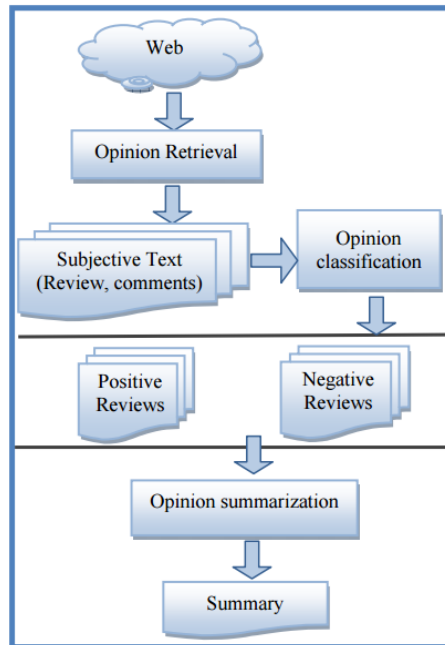 Web
Opinion Retrieval
Subjective Text
(Review, comments)
Opinion
classification
Positive
Reviews
Negative
Reviews
Opinion summarization
Summary